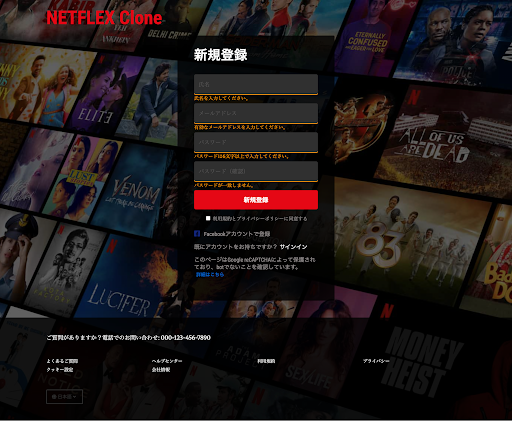 NETFLEX Clone
ETERNALLY
CONFUSED
AND
EAGER FOR LOVE
新規登録
氏名
氏名を入力してください。
メールアドレス
有効なメールアドレスを入力してください。
パスワード
パスワードは6文字以上で入力してください。
パスワード（確認）
パスワードが一致しません。
新規登録
利用規約とプライバシーポリシーに同意する
Facebookアカウントで登録
既にアカウントをお持ちですか？ サインイン
このページはGoogle reCAPTCHAによって保護されて
おり、botでないことを確認しています。
詳細はこちら
ELITE
VENOM
LUCIFER
ALL OF US
ARE DEAD
83
MONEY
HEIST
SEX/LIFE
ご質問がありますか？電話でのお問い合わせ: 000-123-456-7890
よくあるご質問 ヘルプセンター 利用規約 プライバシー
クッキー設定 会社情報
日本語